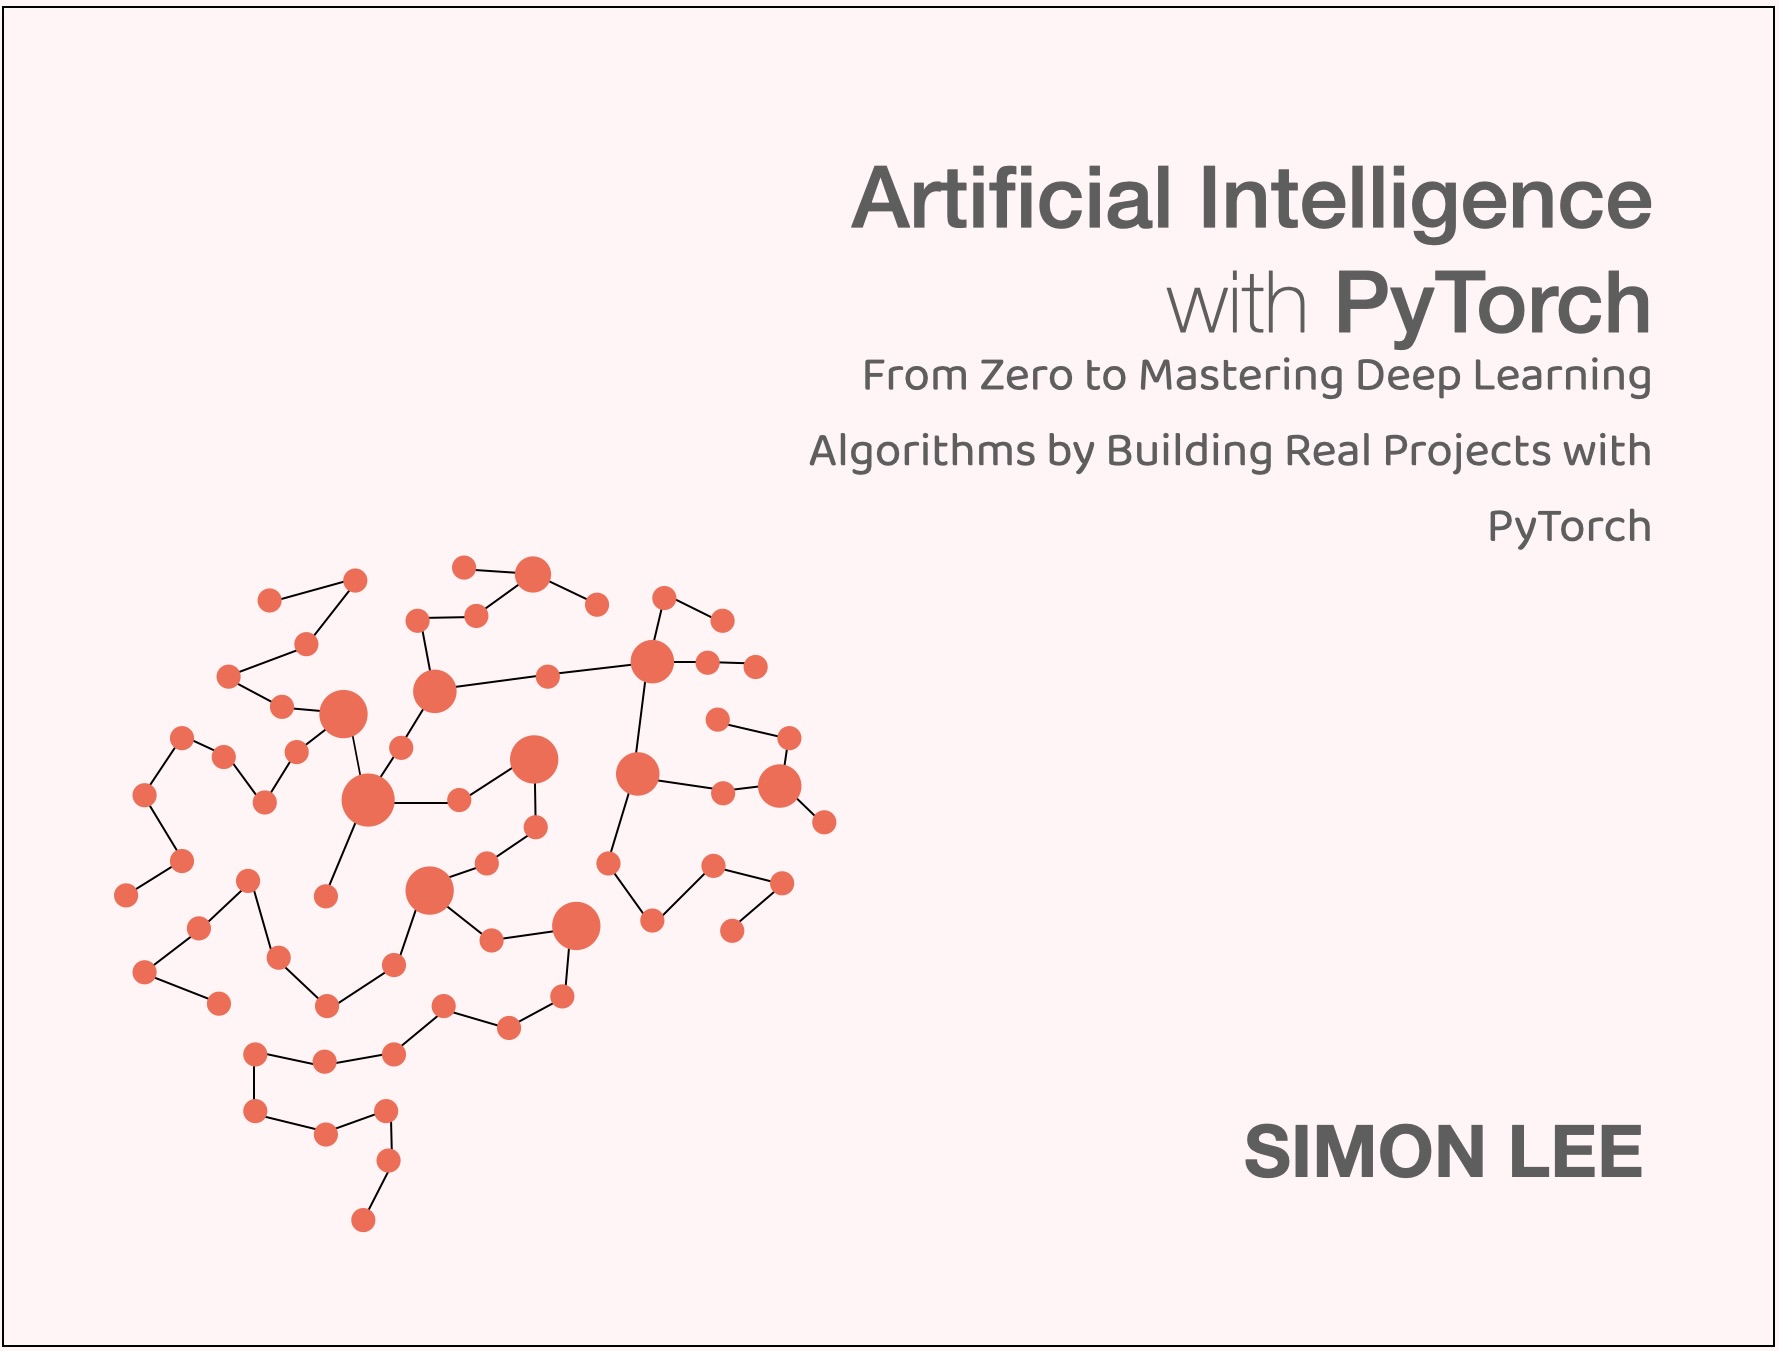 Artificial Intelligence
with PyTorch
From Zero to Mastering Deep Learning
Algorithms by Building Real Projects with
PyTorch
SIMON LEE